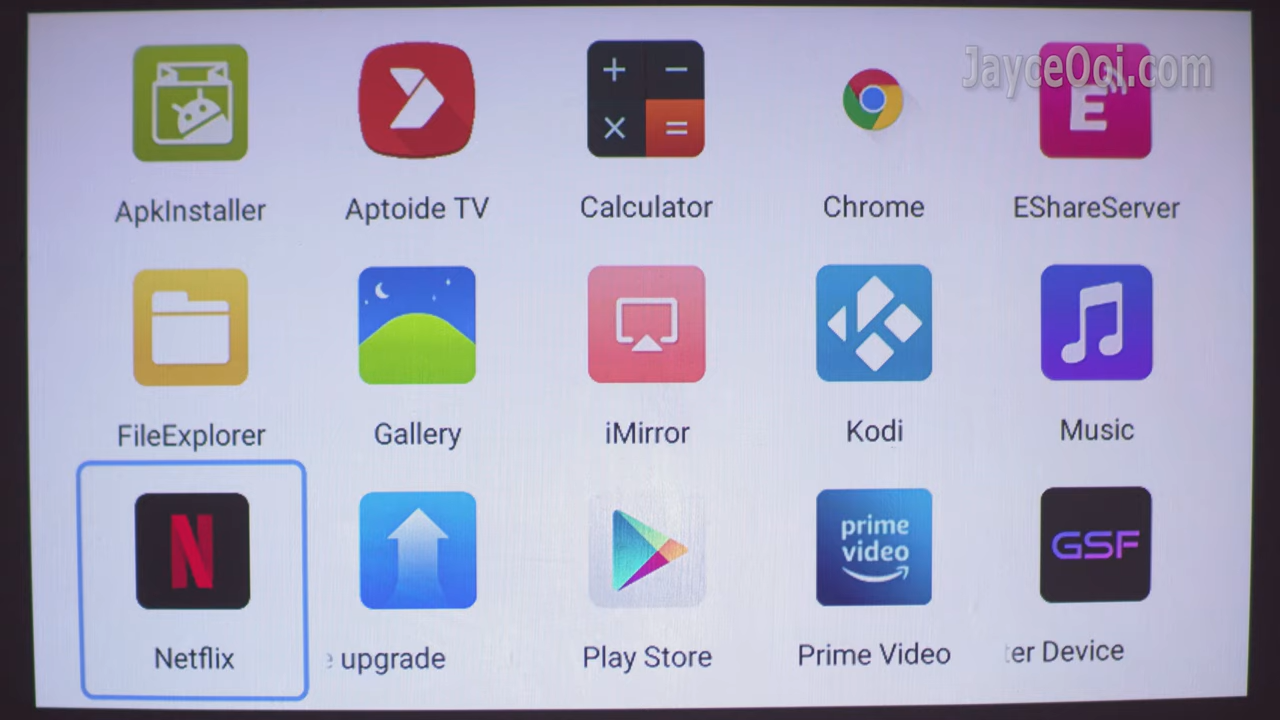 JayceOoi.com
E
ApkInstaller
Aptoide TV
Calculator
Chrome
EShareServer
FileExplorer
Gallery
iMirror
Kodi
Music
N
prime
video
GSF
Netflix
e upgrade
Play Store
Prime Video
ter Device